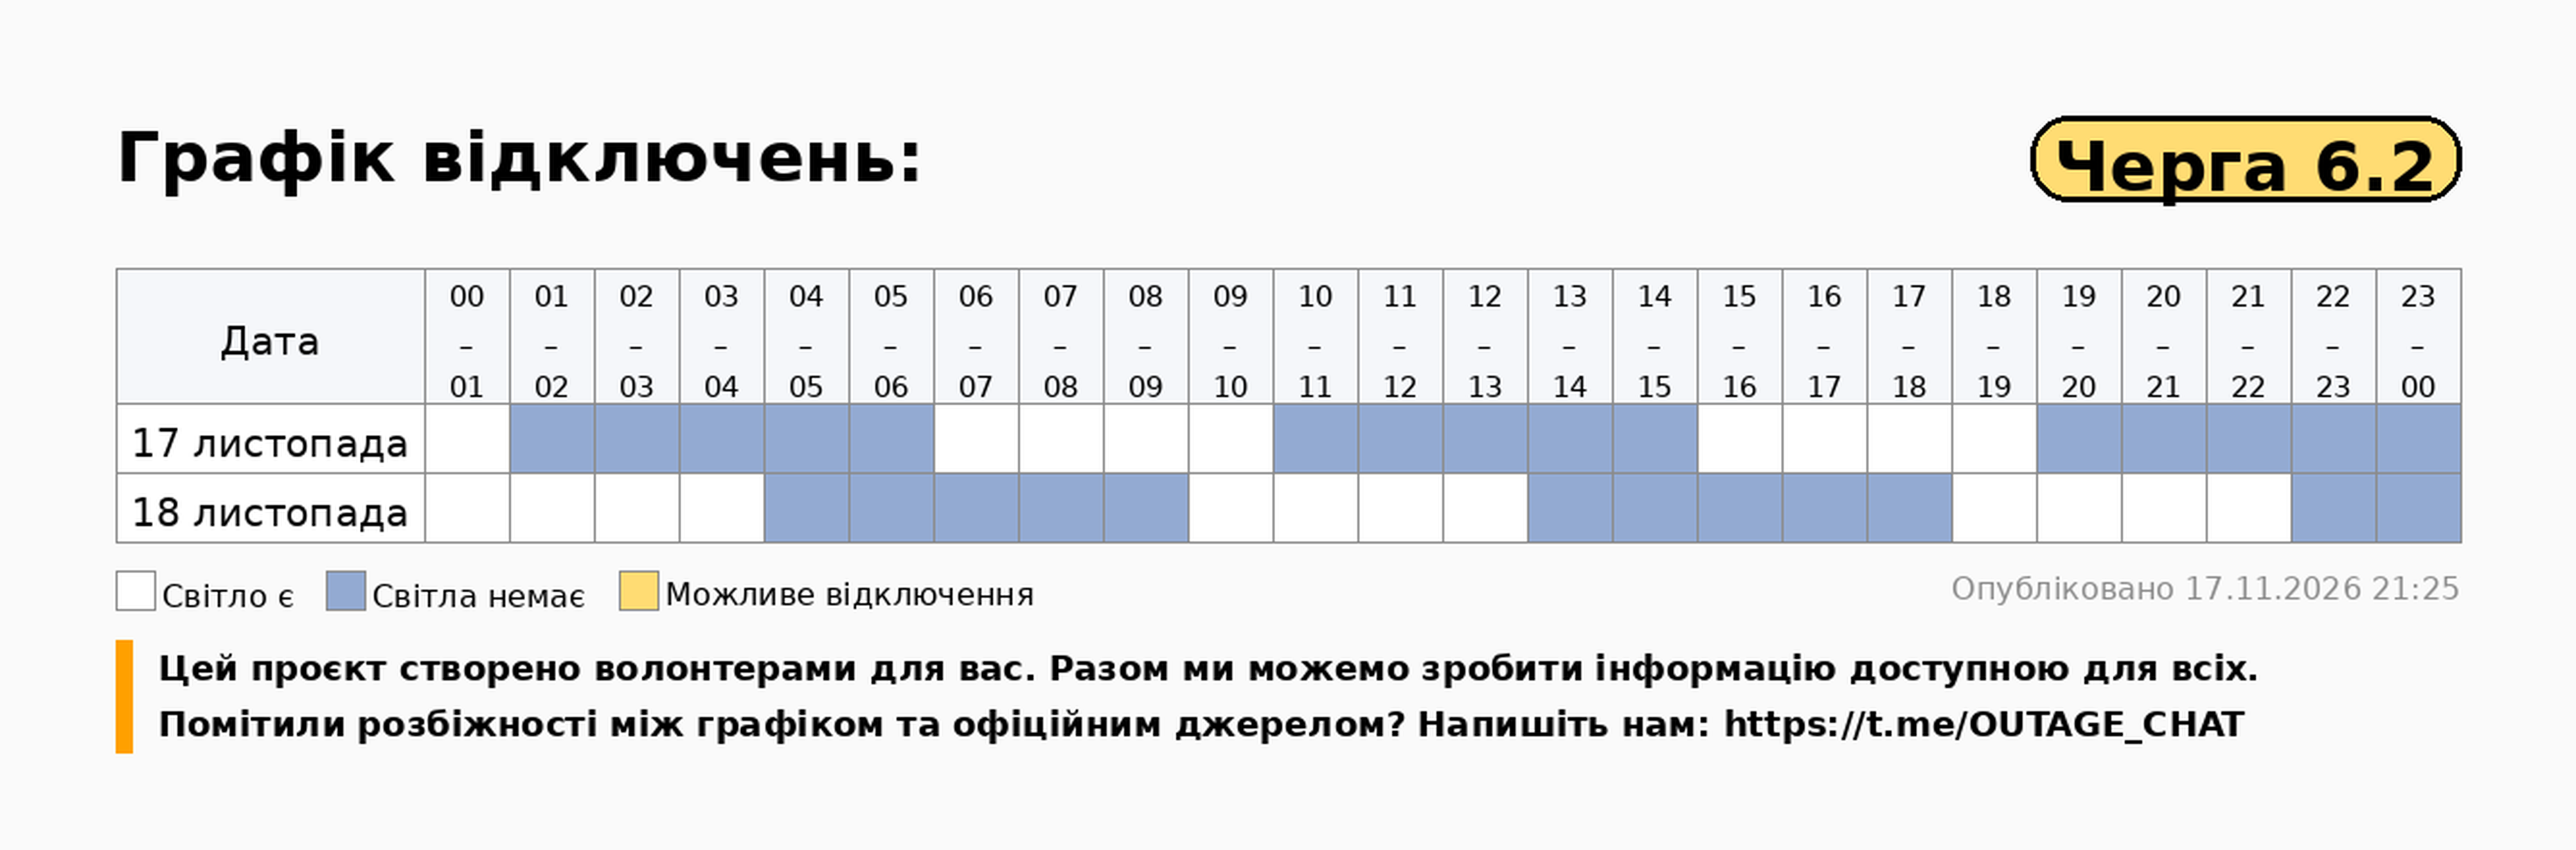 Графік відключень:
Черга 6.2
Дата
00 – 01
01 – 02
02 – 03
03 – 04
04 – 05
05 – 06
06 – 07
07 – 08
08 – 09
09 – 10
10 – 11
11 – 12
12 – 13
13 – 14
14 – 15
15 – 16
16 – 17
17 – 18
18 – 19
19 – 20
20 – 21
21 – 22
22 – 23
23 – 00
17 листопада
18 листопада
Світло є
Світла немає
Можливе відключення
Опубліковано 17.11.2026 21:25
Цей проєкт створено волонтерами для вас. Разом ми можемо зробити інформацію доступною для всіх.
Помітили розбіжності між графіком та офіційним джерелом? Напишіть нам: https://t.me/OUTAGE_CHAT